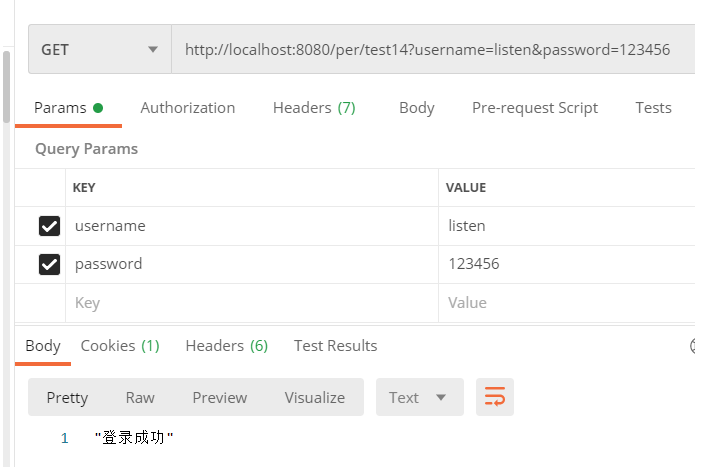 GET http://localhost:8080/per/test14?username=listen&password=123456
Params Authorization Headers (7) Body Pre-request Script Tests
Query Params
KEY VALUE
username listen
password 123456
Key Value
Body Cookies (1) Headers (6) Test Results
Pretty Raw Preview Visualize Text
1 "登录成功"